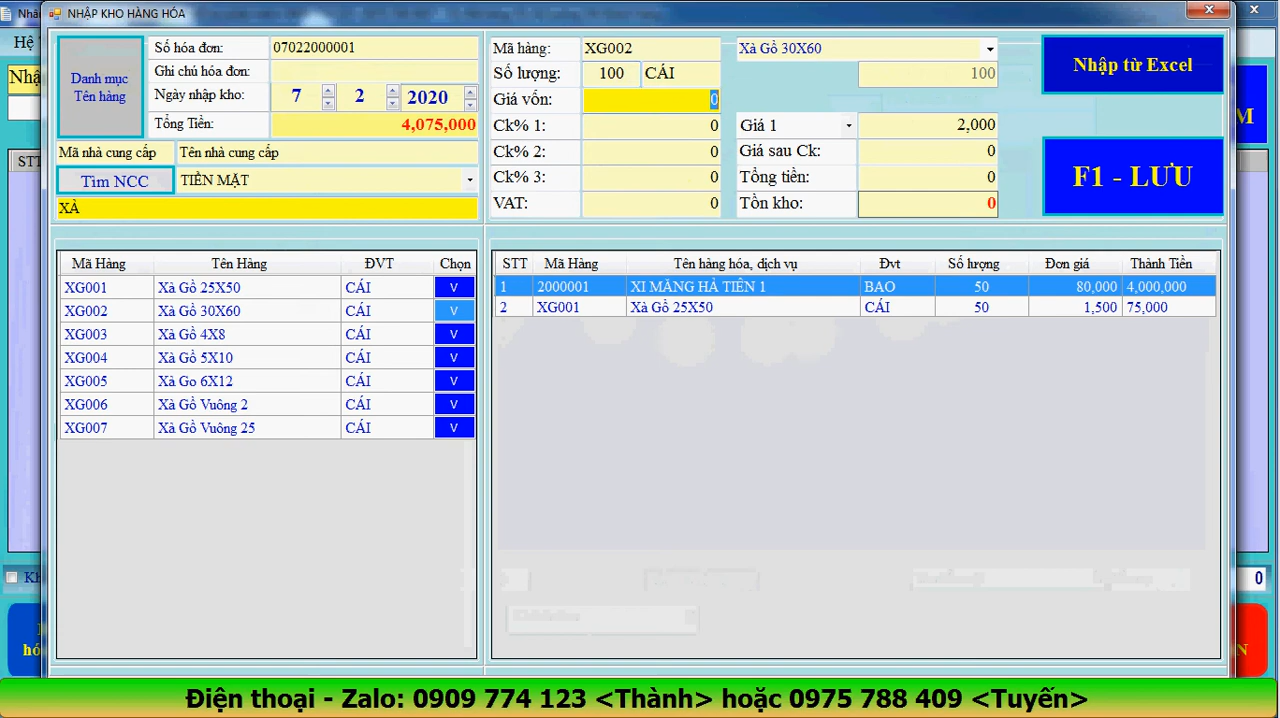 Nhâ
NHẬP KHO HÀNG HÓA
Hệ
Nhậ
STT
Danh mục
Tên hàng
Số hóa đơn:
07022000001
Ghi chú hóa đơn:
Ngày nhập kho:
7
2
2020
Tổng Tiền:
4,075,000
Mã nhà cung cấp
Tên nhà cung cấp
Tìm NCC
TIỀN MẶT
XÀ
Mã hàng:
XG002
Xà Gồ 30X60
Số lượng:
100
CÁI
100
Giá vốn:
0
Ck% 1:
0
Giá 1
2,000
Ck% 2:
0
Giá sau Ck:
0
Ck% 3:
0
Tổng tiền:
0
VAT:
0
Tồn kho:
0
Nhập từ Excel
F1 - LƯU
M
Mã Hàng Tên Hàng ĐVT Chọn
XG001 Xà Gồ 25X50 CÁI V
XG002 Xà Gồ 30X60 CÁI V
XG003 Xà Gồ 4X8 CÁI V
XG004 Xà Gồ 5X10 CÁI V
XG005 Xà Go 6X12 CÁI V
XG006 Xà Gồ Vuông 2 CÁI V
XG007 Xà Gồ Vuông 25 CÁI V
STT Mã Hàng Tên hàng hóa, dịch vụ Đvt Số lượng Đơn giá Thành Tiền
1 2000001 XI MĂNG HÀ TIÊN 1 BAO 50 80,000 4,000,000
2 XG001 Xà Gồ 25X50 CÁI 50 1,500 75,000
Kh
0
hó
N
Điện thoại - Zalo: 0909 774 123 <Thành> hoặc 0975 788 409 <Tuyến>